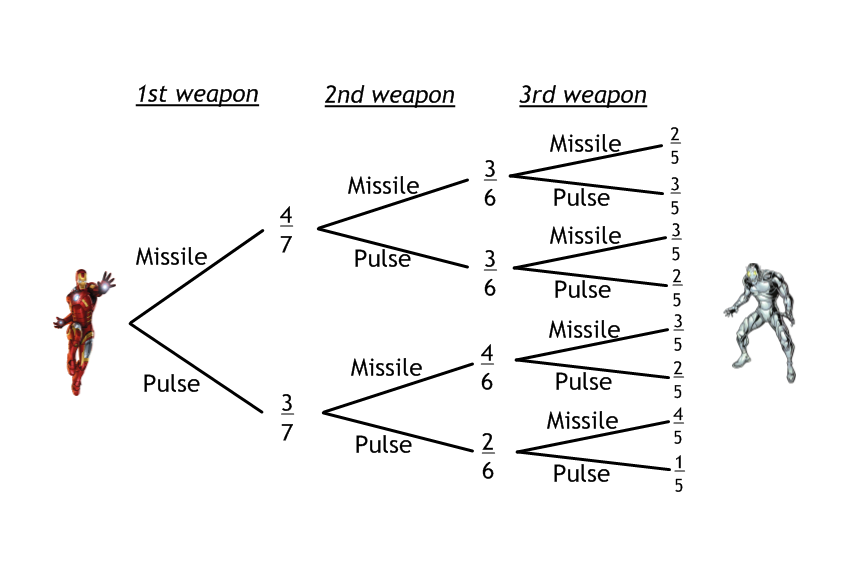 1st weapon 2nd weapon 3rd weapon
Missile 2/5
Missile 3/6
Pulse 3/5
Missile 4/7
Missile 3/5
Pulse 3/6
Pulse 2/5
Missile 3/5
Pulse 3/7
Missile 4/6
Pulse 2/5
Missile 4/5
Pulse 2/6
Pulse 1/5